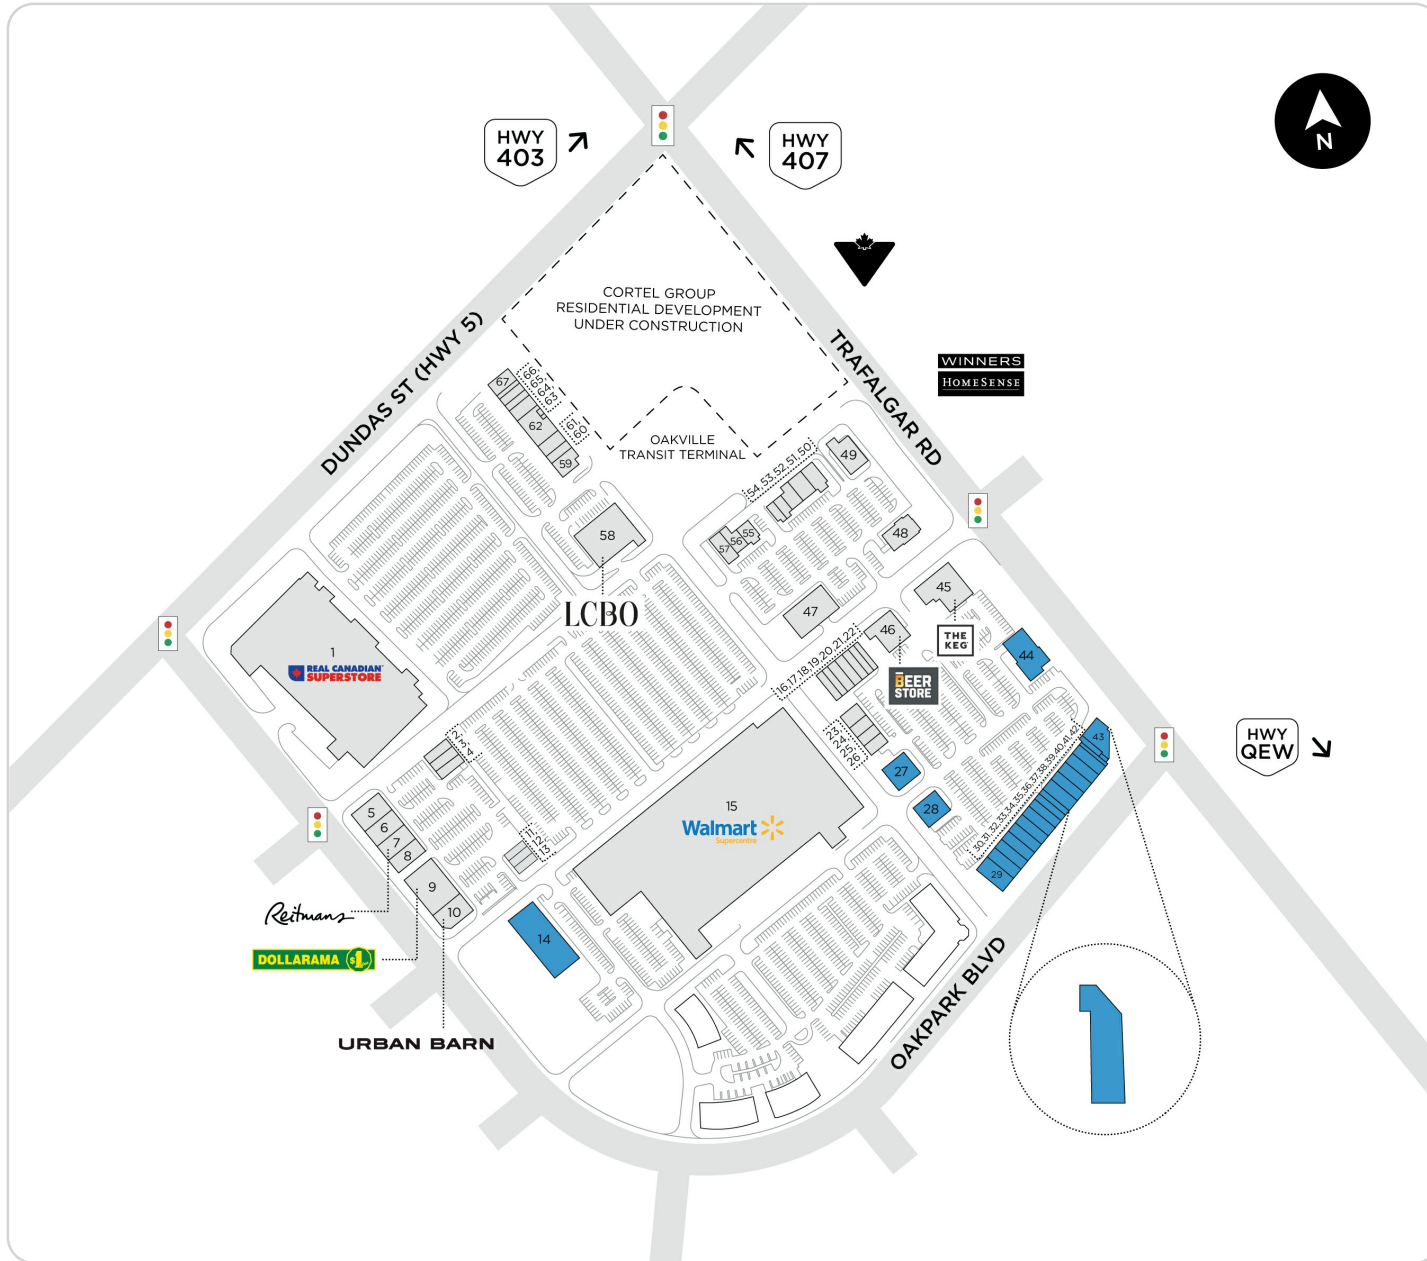 HWY
403
HWY
407
N
CORTEL GROUP
RESIDENTIAL DEVELOPMENT
UNDER CONSTRUCTION
DUNDAS ST (HWY 5)
TRAFALGAR RD
WINNERS
HOMESENSE
OAKVILLE
TRANSIT TERMINAL
67
66
65
64
63
62
61
60
59
58
LCBO
54, 53, 52, 51, 50
49
48
57
56
55
47
45
46
THE
KEG
BEER
STORE
44
16, 17, 18, 19, 20, 21, 22
23,
24,
25,
26
27
28
30, 31, 32, 33, 34, 35, 36, 37, 38, 39, 40, 41, 42
43
29
HWY
QEW
1
REAL CANADIAN
SUPERSTORE
2,
3,
4
5
6
7
8
9
10
11,
12,
13
14
15
Walmart
Supercentre
Reitmans
DOLLARAMA $1
URBAN BARN
OAKPARK BLVD